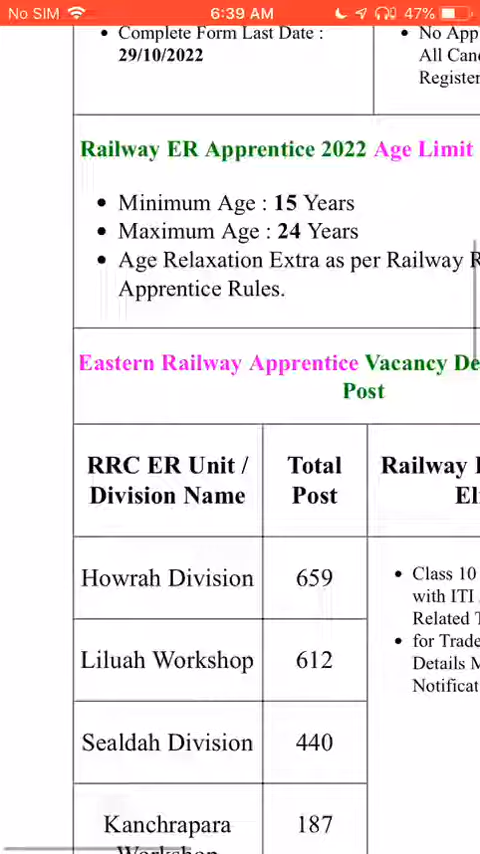 No SIM 6:39 AM 47%
• Complete Form Last Date :
29/10/2022
• No App
All Can
Register
Railway ER Apprentice 2022 Age Limit
• Minimum Age : 15 Years
• Maximum Age : 24 Years
• Age Relaxation Extra as per Railway R
Apprentice Rules.
Eastern Railway Apprentice Vacancy De
Post
RRC ER Unit /
Division Name
Total
Post
Railway
El
Howrah Division
659
• Class 10
with ITI
Related T
• for Trade
Details M
Notificat
Liluah Workshop
612
Sealdah Division
440
Kanchrapara
Workshop
187